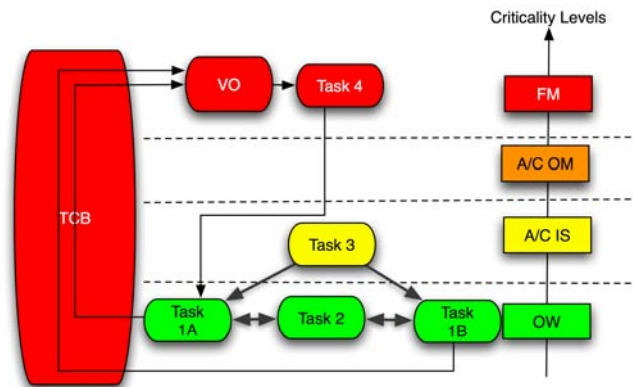 Criticality Levels
VO
Task 4
FM
A/C OM
TCB
A/C IS
Task 3
Task
1A
Task 2
Task
1B
OW